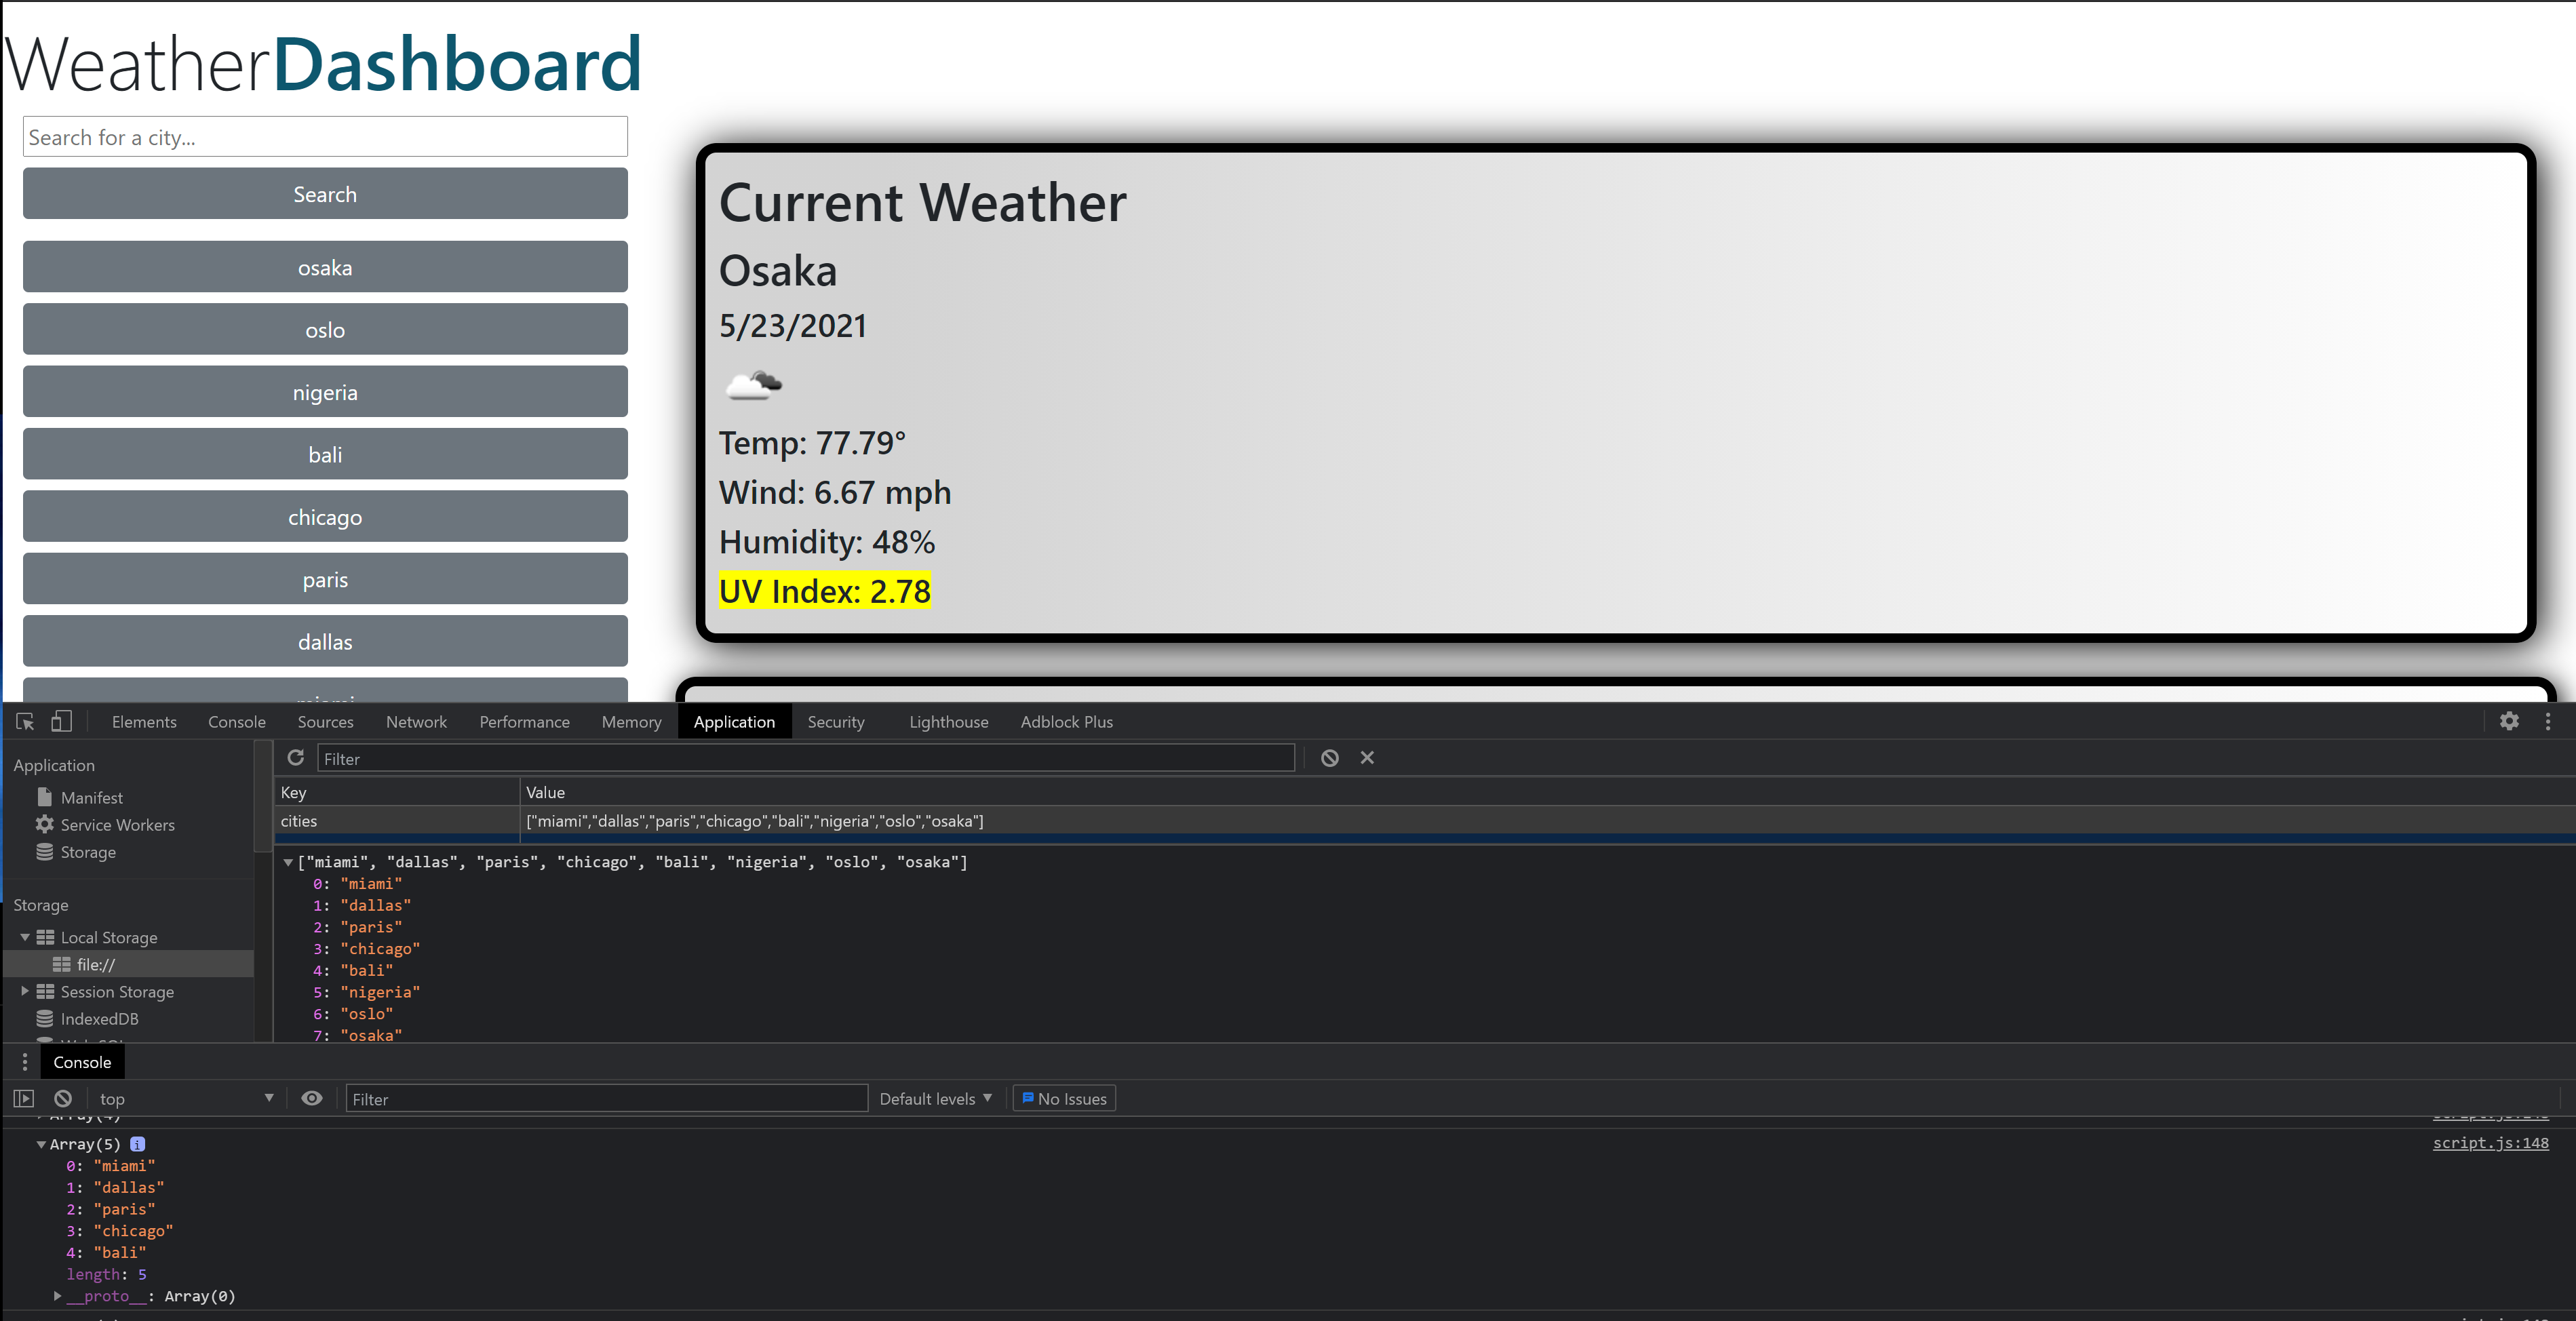 WeatherDashboard
Search for a city...
Search
osaka
oslo
nigeria
bali
chicago
paris
dallas
miami
Current Weather
Osaka
5/23/2021
Temp: 77.79°
Wind: 6.67 mph
Humidity: 48%
UV Index: 2.78
Elements Console Sources Network Performance Memory Application Security Lighthouse Adblock Plus
Application
Manifest
Service Workers
Storage
Storage
Local Storage
file://
Session Storage
IndexedDB
Filter
Key Value
cities ["miami","dallas","paris","chicago","bali","nigeria","oslo","osaka"]
["miami", "dallas", "paris", "chicago", "bali", "nigeria", "oslo", "osaka"]
0: "miami"
1: "dallas"
2: "paris"
3: "chicago"
4: "bali"
5: "nigeria"
6: "oslo"
7: "osaka"
Console
top Filter Default levels No Issues
Array(4)
Array(5) i script.js:148
0: "miami"
1: "dallas"
2: "paris"
3: "chicago"
4: "bali"
length: 5
__proto__: Array(0)